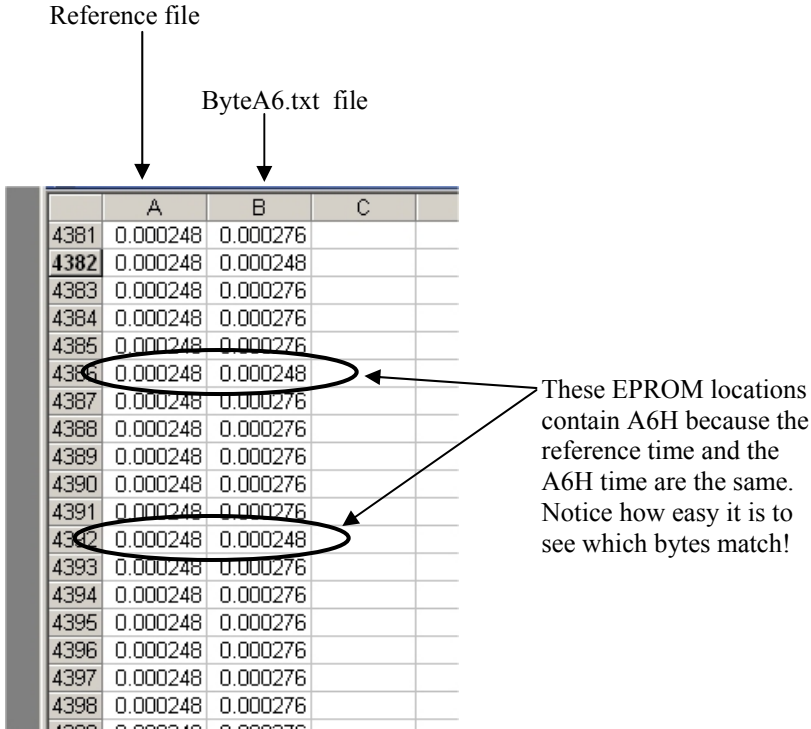 Reference file
ByteA6.txt file
A B C
4381 0.000248 0.000276
4382 0.000248 0.000248
4383 0.000248 0.000276
4384 0.000248 0.000276
4385 0.000248 0.000276
4386 0.000248 0.000248
4387 0.000248 0.000276
4388 0.000248 0.000276
4389 0.000248 0.000276
4390 0.000248 0.000276
4391 0.000248 0.000276
4392 0.000248 0.000248
4393 0.000248 0.000276
4394 0.000248 0.000276
4395 0.000248 0.000276
4396 0.000248 0.000276
4397 0.000248 0.000276
4398 0.000248 0.000276
These EPROM locations
contain A6H because the
reference time and the
A6H time are the same.
Notice how easy it is to
see which bytes match!